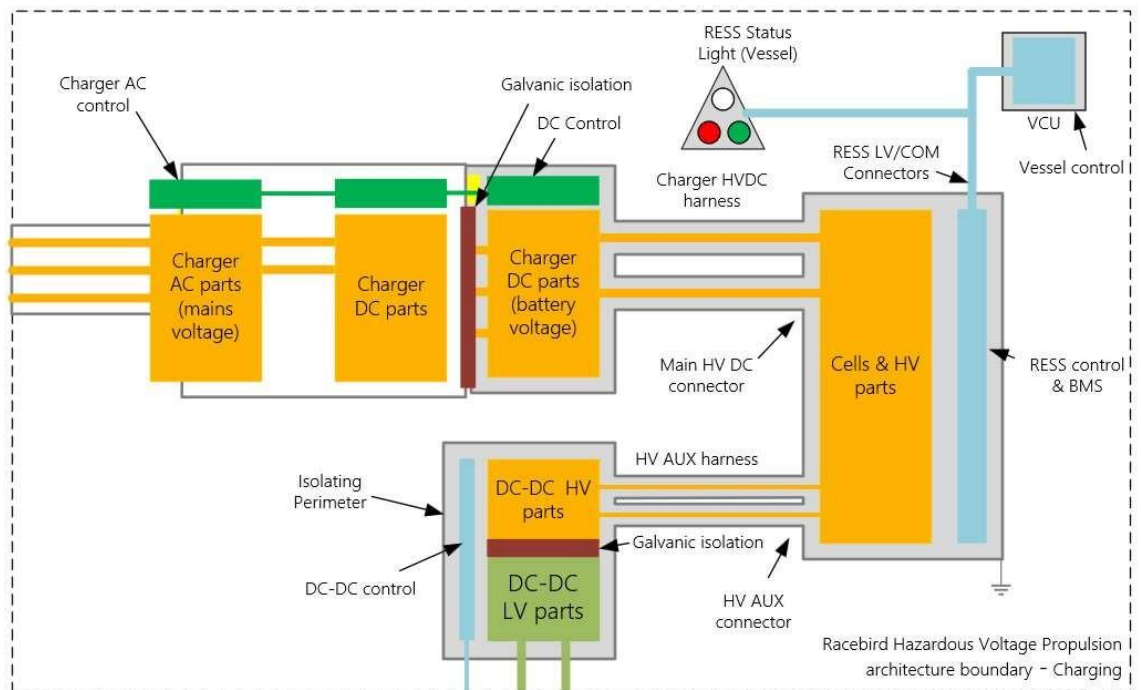 RESS Status
Light (Vessel)
Charger AC
control
Galvanic isolation
DC Control
VCU
RESS LV/COM
Connectors
Vessel control
Charger HVDC
harness
Charger
AC parts
(mains
voltage)
Charger
DC parts
Charger
DC parts
(battery
voltage)
Main HV DC
connector
Cells & HV
parts
RESS control
& BMS
HV AUX harness
Isolating
Perimeter
DC-DC HV
parts
Galvanic isolation
DC-DC control
DC-DC
LV parts
HV AUX
connector
Racebird Hazardous Voltage Propulsion
architecture boundary - Charging